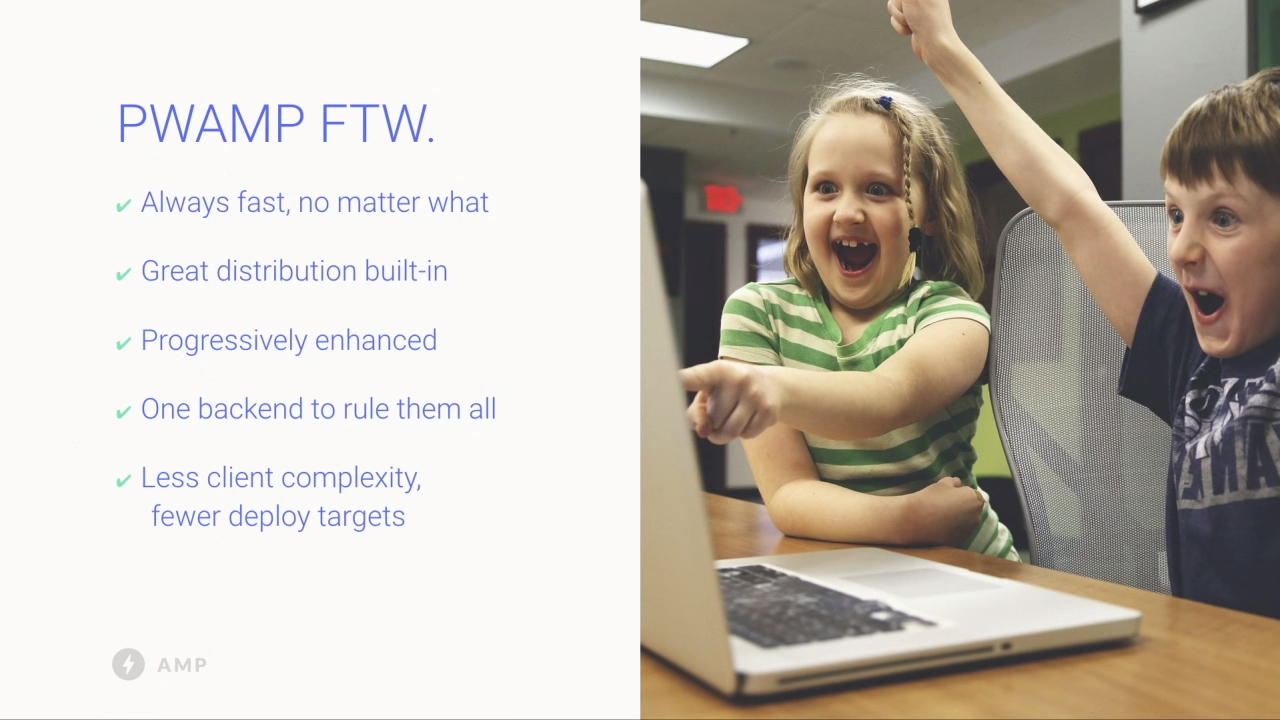 PWAMP FTW.
✔ Always fast, no matter what
✔ Great distribution built-in
✔ Progressively enhanced
✔ One backend to rule them all
✔ Less client complexity,
fewer deploy targets
AMP